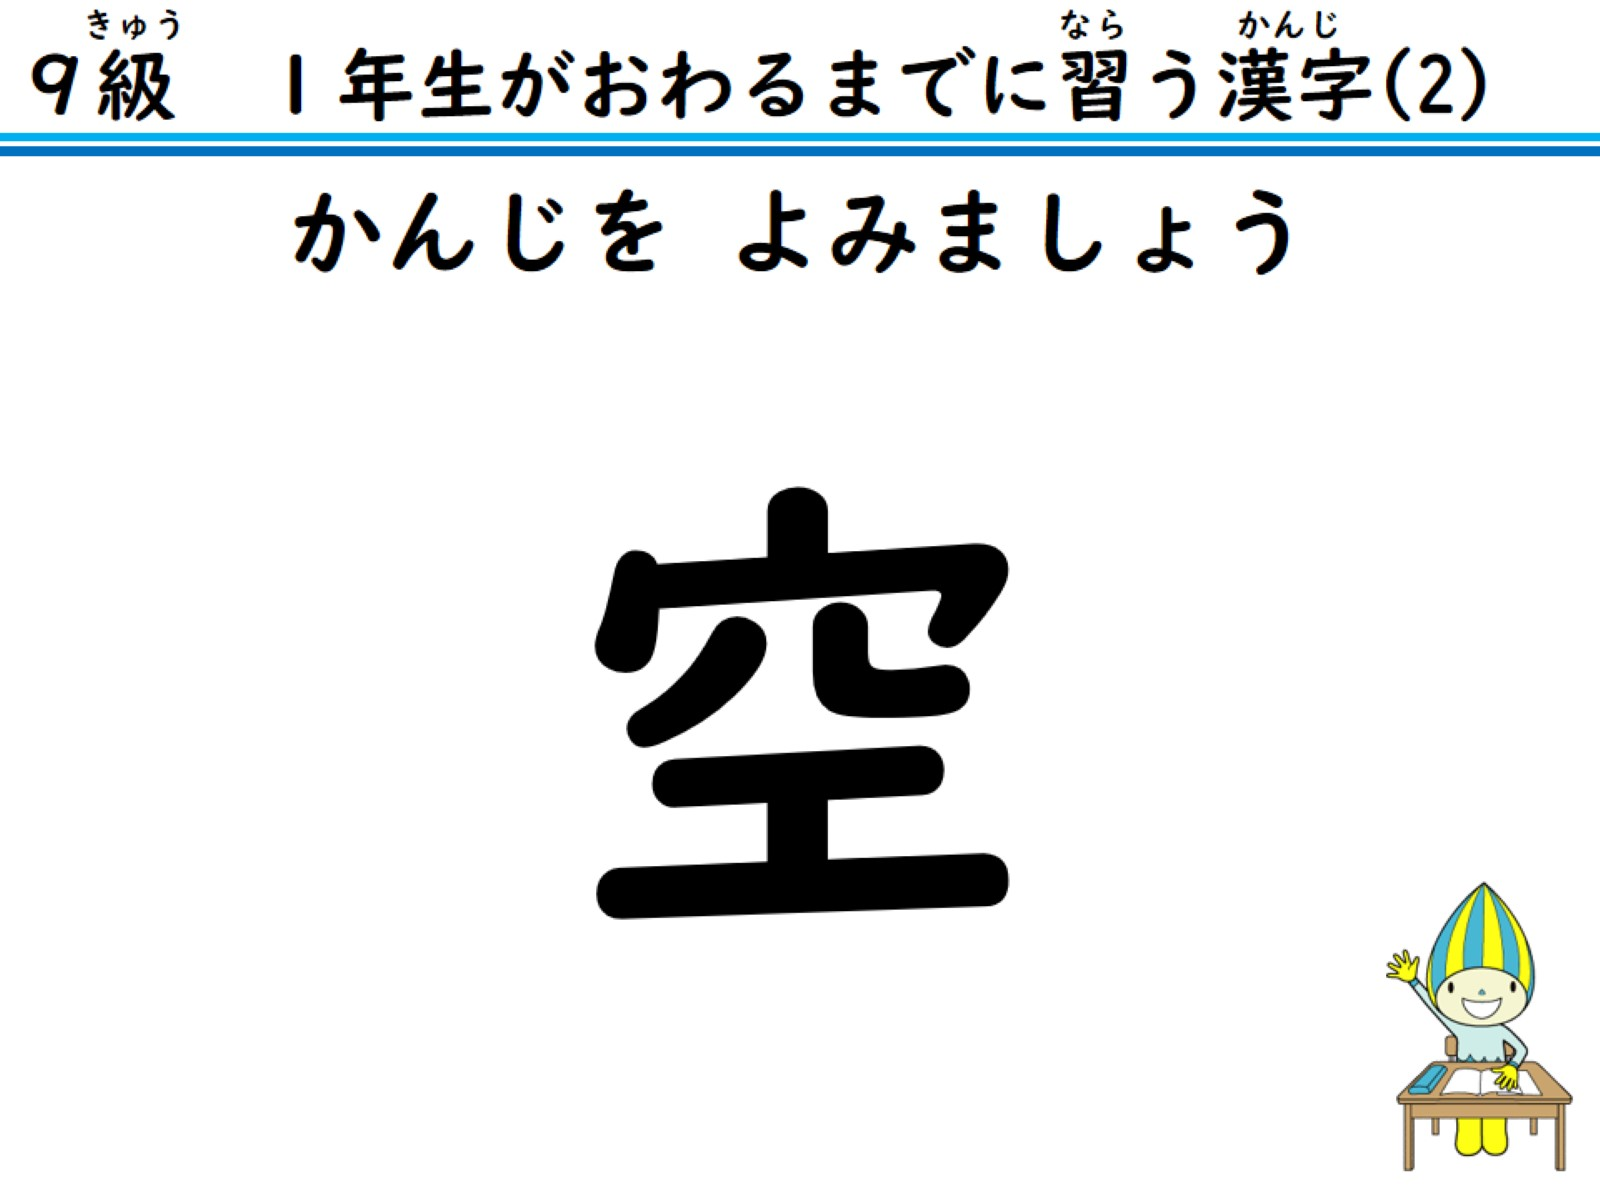 きゅう なら かんじ
9級 1年生がおわるまでに習う漢字(2)
かんじを よみましょう
空